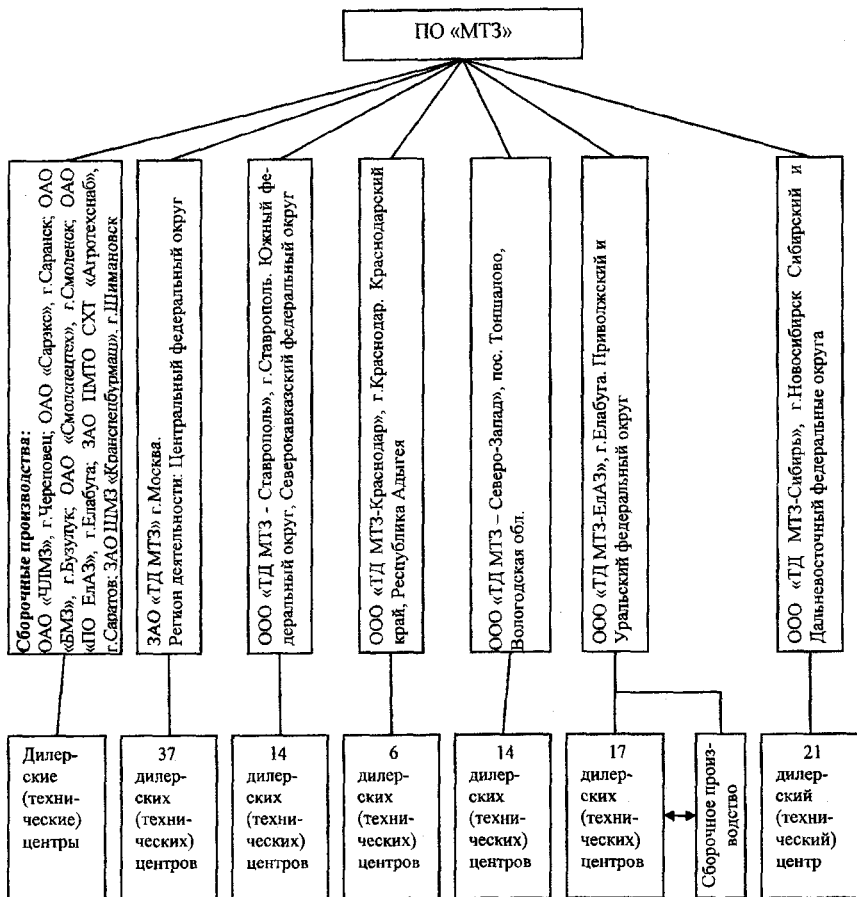 ПО «МТЗ»
Сборочные производства:
ОАО «ЧЛМЗ», г.Череповец; ОАО «Сарэкс», г.Саранск; ОАО
«БМЗ», г.Бузулук; ОАО «Смолспецтех», г.Смоленск; ОАО
«ПО ЕлАЗ», г.Елабуга; ЗАО ПМТО СХТ «Агротехснаб»,
г.Саратов; ЗАО ШМЗ «Кранспецбурмаш», г.Шимановск
ЗАО «ТД МТЗ» г.Москва.
Регион деятельности: Центральный федеральный округ
ООО «ТД МТЗ - Ставрополь», г.Ставрополь. Южный фе-
деральный округ, Северокавказский федеральный округ
ООО «ТД МТЗ-Краснодар», г.Краснодар. Краснодарский
край, Республика Адыгея
ООО «ТД МТЗ – Северо-Запад», пос. Тоншалово,
Вологодская обл.
ООО «ТД МТЗ-ЕлАЗ», г.Елабуга. Приволжский и
Уральский федеральный округ
ООО «ТД МТЗ-Сибирь», г.Новосибирск Сибирский и
Дальневосточный федеральные округа
Дилер-
ские
(техни-
ческие)
центры
37
дилер-
ских
(техни-
ческих)
центров
14
дилер-
ских
(техни-
ческих)
центров
6
дилер-
ских
(техни-
ческих)
центров
14
дилер-
ских
(техни-
ческих)
центров
17
дилер-
ских
(техни-
ческих)
центров
Сборочное произ-
водство
21
дилер-
ский
(техни-
ческий)
центр